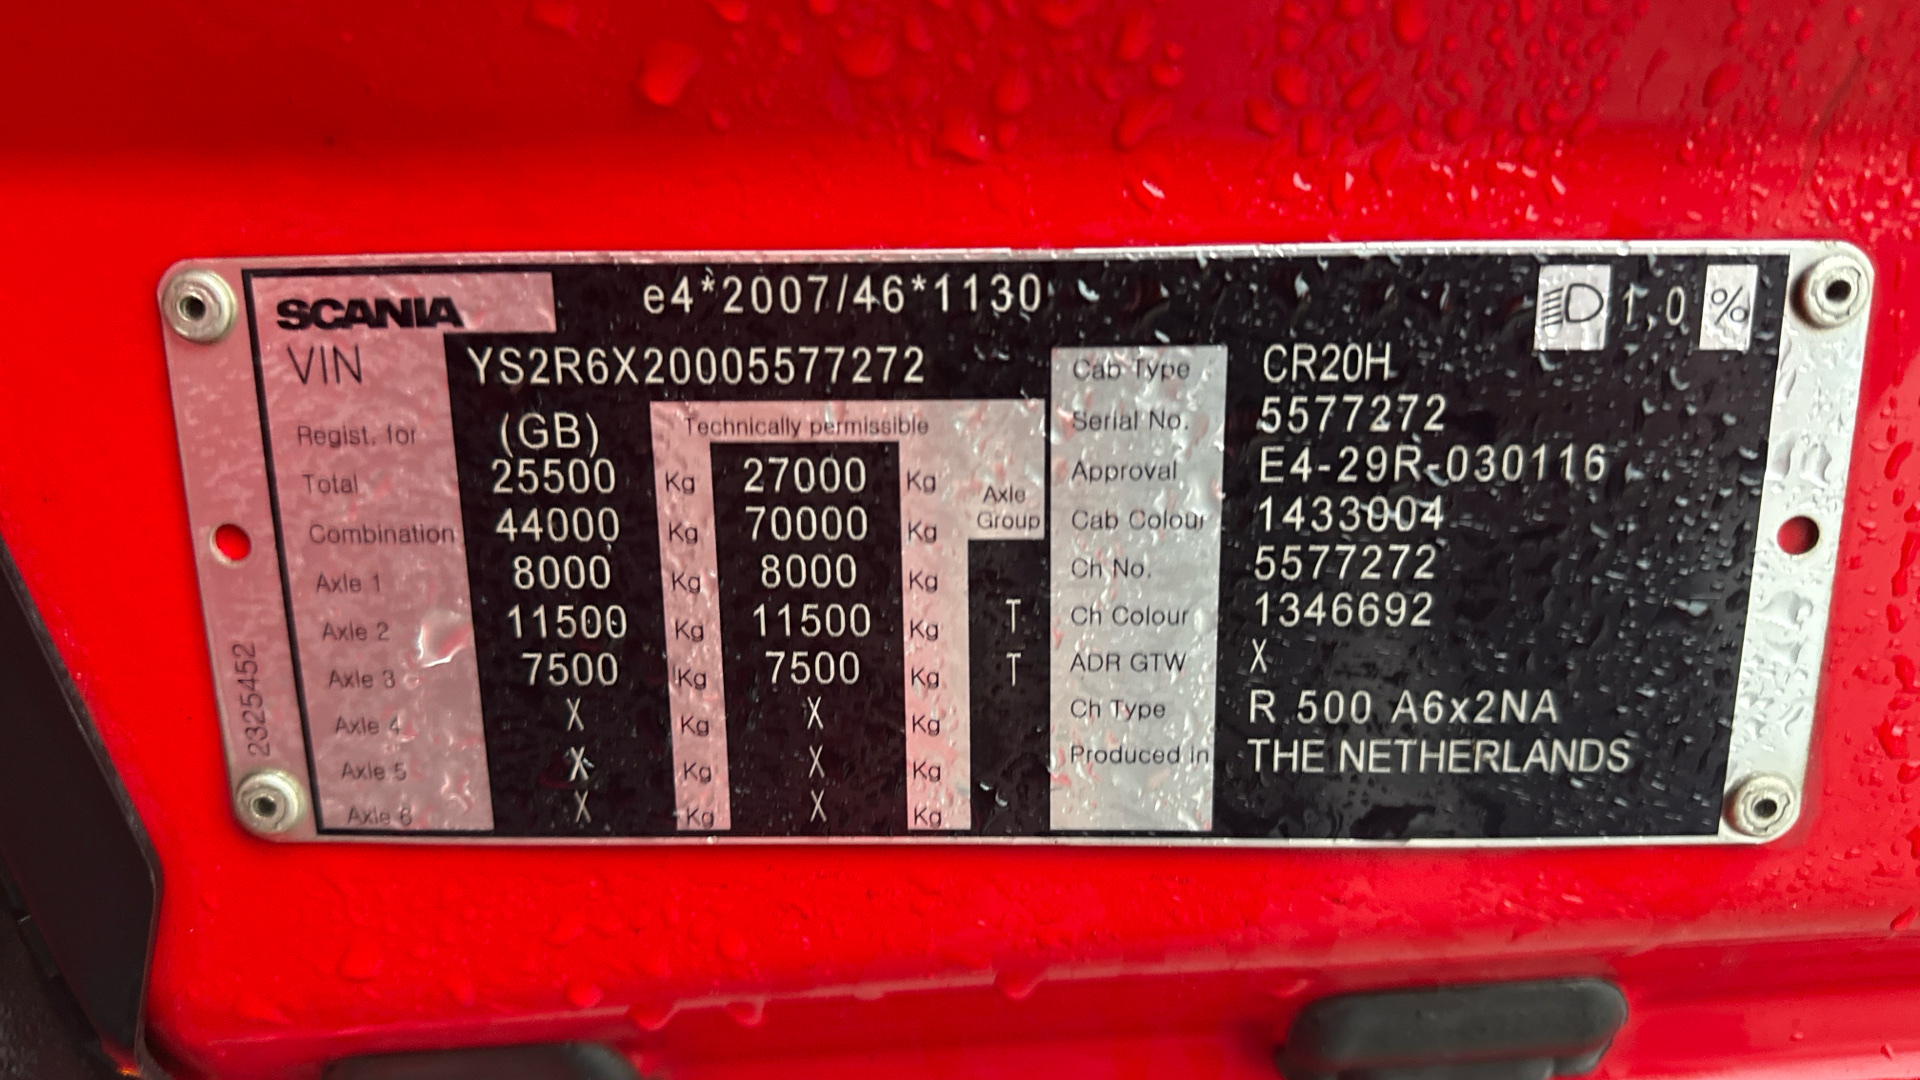 SCANIA e4*2007/46*1130 1,0 %
VIN YS2R6X20005577272
Regist. for (GB) Technically permissible
Total 25500 Kg 27000 Kg
Combination 44000 Kg 70000 Kg
Axle 1 8000 Kg 8000 Kg
Axle 2 11500 Kg 11500 Kg T
Axle 3 7500 Kg 7500 Kg T
Axle 4 X Kg X Kg
Axle 5 X Kg X Kg
Axle 6 X Kg X Kg
Axle
Group
Cab Type CR20H
Serial No. 5577272
Approval E4-29R-030116
Cab Colour 1433004
Ch No. 5577272
Ch Colour 1346692
ADR GTW X
Ch Type R 500 A6x2NA
Produced in THE NETHERLANDS
2325452